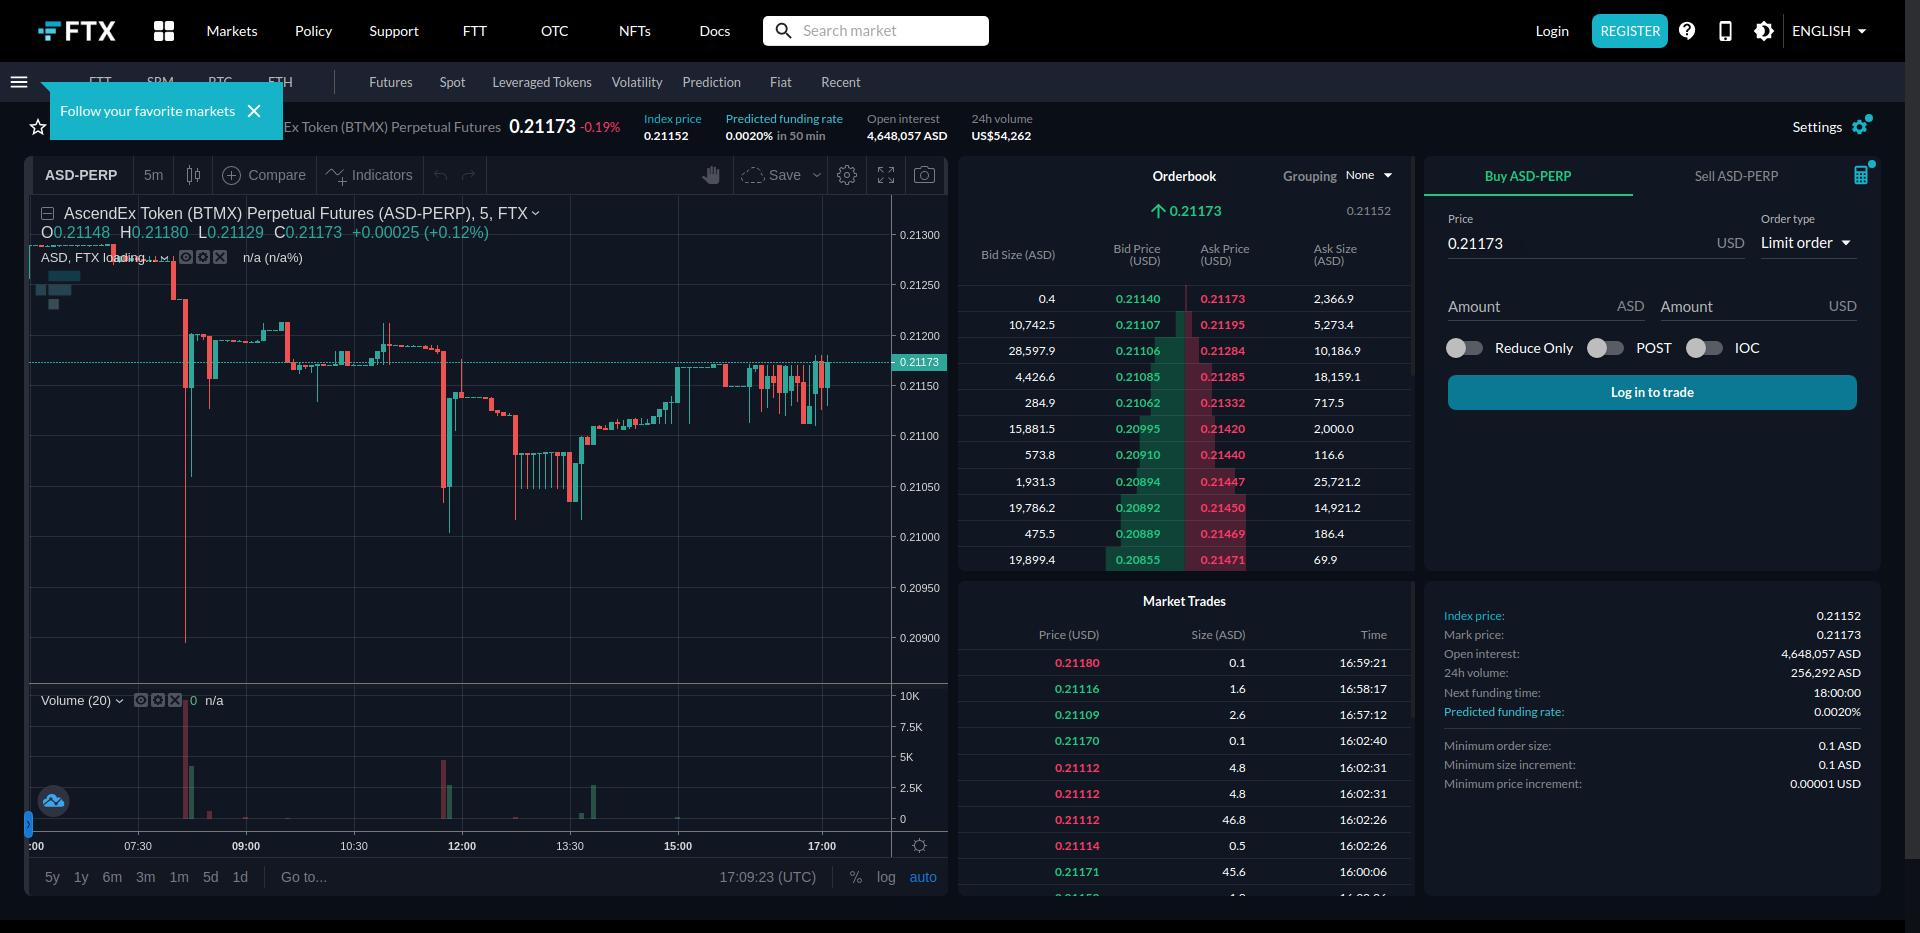 FTX Markets Policy Support FTT OTC NFTs Docs Search market Login REGISTER ENGLISH
FTT SRM BTC ETH Futures Spot Leveraged Tokens Volatility Prediction Fiat Recent
Follow your favorite markets
Ex Token (BTMX) Perpetual Futures 0.21173 -0.19%
Index price
0.21152
Predicted funding rate
0.0020% in 50 min
Open interest
4,648,057 ASD
24h volume
US$54,262
Settings
ASD-PERP 5m Compare Indicators Save
AscendEx Token (BTMX) Perpetual Futures (ASD-PERP), 5, FTX
O0.21148 H0.21180 L0.21129 C0.21173 +0.00025 (+0.12%)
ASD, FTX loading... n/a (n/a%)
0.21300
0.21250
0.21200
0.21173
0.21150
0.21100
0.21050
0.21000
0.20950
0.20900
Volume (20) 0 n/a
10K
7.5K
5K
2.5K
0
:00 07:30 09:00 10:30 12:00 13:30 15:00 17:00
5y 1y 6m 3m 1m 5d 1d Go to... 17:09:23 (UTC) % log auto
Orderbook Grouping None
0.21173 0.21152
Bid Size (ASD) Bid Price (USD) Ask Price (USD) Ask Size (ASD)
0.4 0.21140 0.21173 2,366.9
10,742.5 0.21107 0.21195 5,273.4
28,597.9 0.21106 0.21284 10,186.9
4,426.6 0.21085 0.21285 18,159.1
284.9 0.21062 0.21332 717.5
15,881.5 0.20995 0.21420 2,000.0
573.8 0.20910 0.21440 116.6
1,931.3 0.20894 0.21447 25,721.2
19,786.2 0.20892 0.21450 14,921.2
475.5 0.20889 0.21469 186.4
19,899.4 0.20855 0.21471 69.9
Market Trades
Price (USD) Size (ASD) Time
0.21180 0.1 16:59:21
0.21116 1.6 16:58:17
0.21109 2.6 16:57:12
0.21170 0.1 16:02:40
0.21112 4.8 16:02:31
0.21112 4.8 16:02:31
0.21112 46.8 16:02:26
0.21114 0.5 16:02:26
0.21171 45.6 16:00:06
Buy ASD-PERP Sell ASD-PERP
Price Order type
0.21173 USD Limit order
Amount ASD Amount USD
Reduce Only POST IOC
Log in to trade
Index price: 0.21152
Mark price: 0.21173
Open interest: 4,648,057 ASD
24h volume: 256,292 ASD
Next funding time: 18:00:00
Predicted funding rate: 0.0020%
Minimum order size: 0.1 ASD
Minimum size increment: 0.1 ASD
Minimum price increment: 0.00001 USD